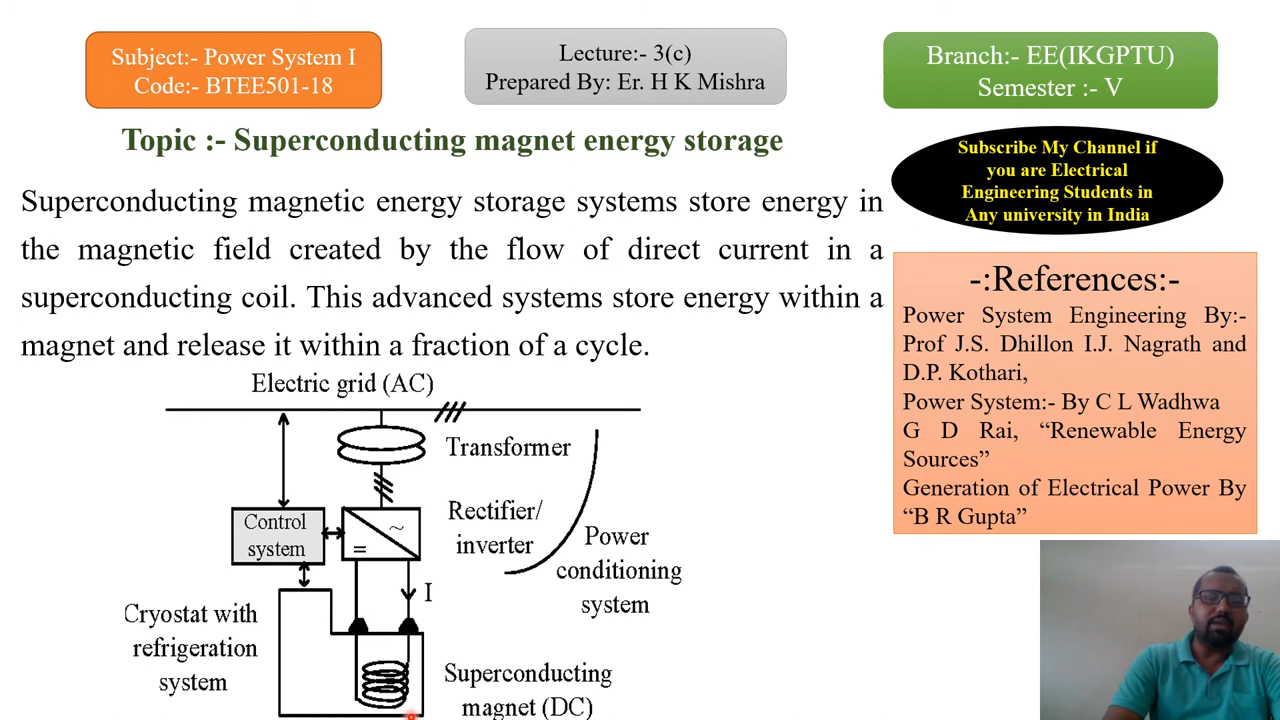 Subject:- Power System I
Code:- BTEE501-18
Lecture:- 3(c)
Prepared By: Er. H K Mishra
Branch:- EE(IKGPTU)
Semester :- V
Topic :- Superconducting magnet energy storage
Subscribe My Channel if
you are Electrical
Engineering Students in
Any university in India
Superconducting magnetic energy storage systems store energy in
the magnetic field created by the flow of direct current in a
superconducting coil. This advanced systems store energy within a
magnet and release it within a fraction of a cycle.
-:References:-
Power System Engineering By:-
Prof J.S. Dhillon I.J. Nagrath and
D.P. Kothari,
Power System:- By C L Wadhwa
G D Rai, “Renewable Energy
Sources”
Generation of Electrical Power By
“B R Gupta”
Electric grid (AC)
Transformer
Control
system
~
=
Rectifier/
inverter
Power
conditioning
system
I
Cryostat with
refrigeration
system
Superconducting
magnet (DC)